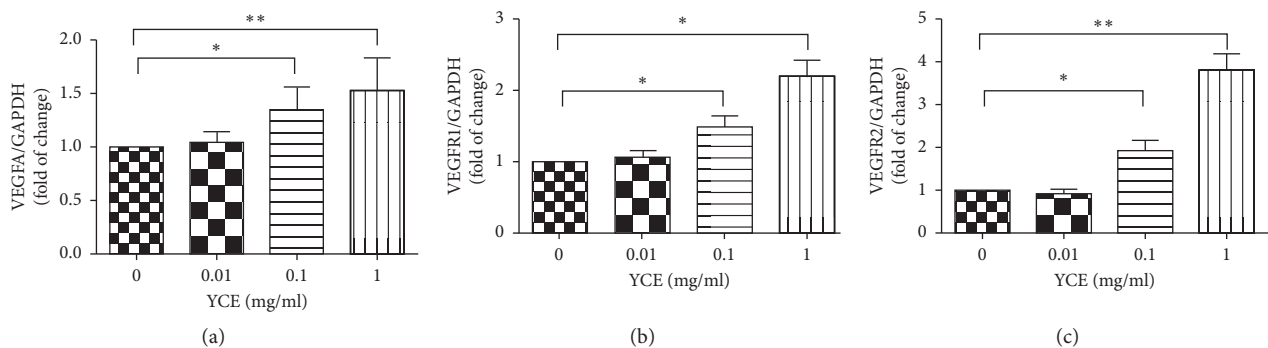 **
*
2.0
1.5
1.0
0.5
0.0
VEGFA/GAPDH
(fold of change)
0 0.01 0.1 1
YCE (mg/ml)
(a)
*
*
3
2
1
0
VEGFR1/GAPDH
(fold of change)
0 0.01 0.1 1
YCE (mg/ml)
(b)
**
*
5
4
3
2
1
0
VEGFR2/GAPDH
(fold of change)
0 0.01 0.1 1
YCE (mg/ml)
(c)